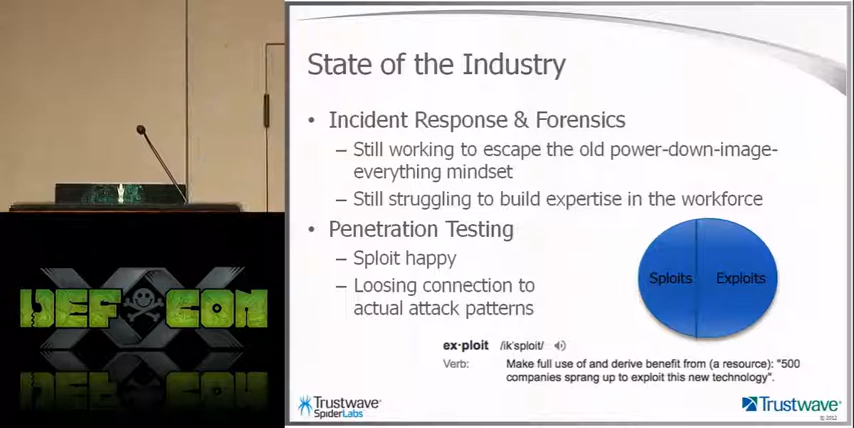 State of the Industry
• Incident Response & Forensics
– Still working to escape the old power-down-image-
everything mindset
– Still struggling to build expertise in the workforce
• Penetration Testing
– Sploit happy
– Loosing connection to
actual attack patterns
Sploits Exploits
ex·ploit /ik'sploit/
Verb: Make full use of and derive benefit from (a resource): "500
companies sprang up to exploit this new technology".
Trustwave®
SpiderLabs
Trustwave®
© 2012
DEF CON
XX